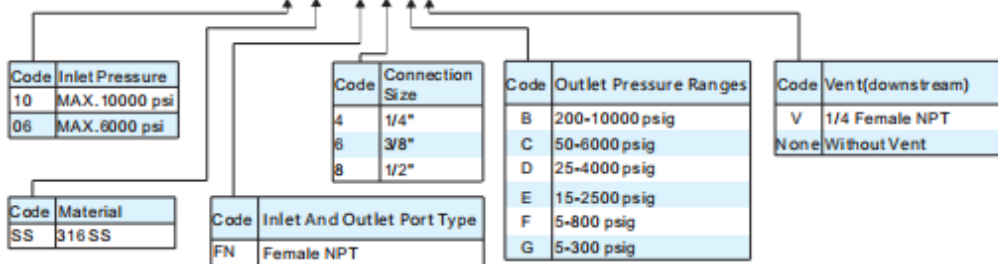 Code Inlet Pressure
10 MAX.10000 psi
06 MAX.6000 psi
Code Material
SS 316 SS
Code Inlet And Outlet Port Type
FN Female NPT
Code Connection
Size
4 1/4"
6 3/8"
8 1/2"
Code Outlet Pressure Ranges
B 200-10000 psig
C 50-6000 psig
D 25-4000 psig
E 15-2500 psig
F 5-800 psig
G 5-300 psig
Code Vent(downstream)
V 1/4 Female NPT
None Without Vent